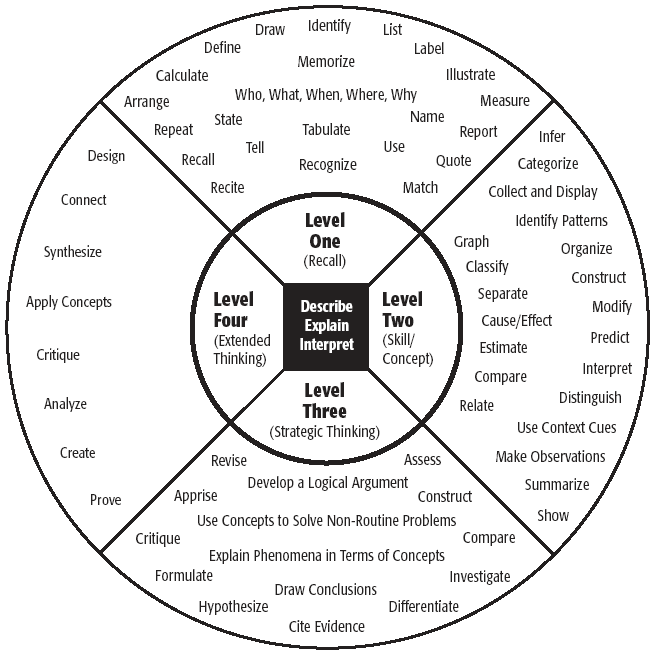 Draw
Identify
List
Define
Label
Memorize
Calculate
Illustrate
Who, What, When, Where, Why
Arrange
Measure
State
Name
Repeat
Tabulate
Report
Tell
Use
Recall
Recognize
Quote
Recite
Match
Infer
Categorize
Collect and Display
Identify Patterns
Graph
Organize
Classify
Construct
Separate
Modify
Cause/Effect
Predict
Estimate
Interpret
Compare
Distinguish
Relate
Use Context Cues
Make Observations
Summarize
Show
Revise
Assess
Develop a Logical Argument
Apprise
Construct
Use Concepts to Solve Non-Routine Problems
Critique
Compare
Explain Phenomena in Terms of Concepts
Formulate
Investigate
Draw Conclusions
Hypothesize
Differentiate
Cite Evidence
Design
Connect
Synthesize
Apply Concepts
Critique
Analyze
Create
Prove
Level
One
(Recall)
Level
Two
(Skill/
Concept)
Level
Three
(Strategic Thinking)
Level
Four
(Extended
Thinking)
Describe
Explain
Interpret